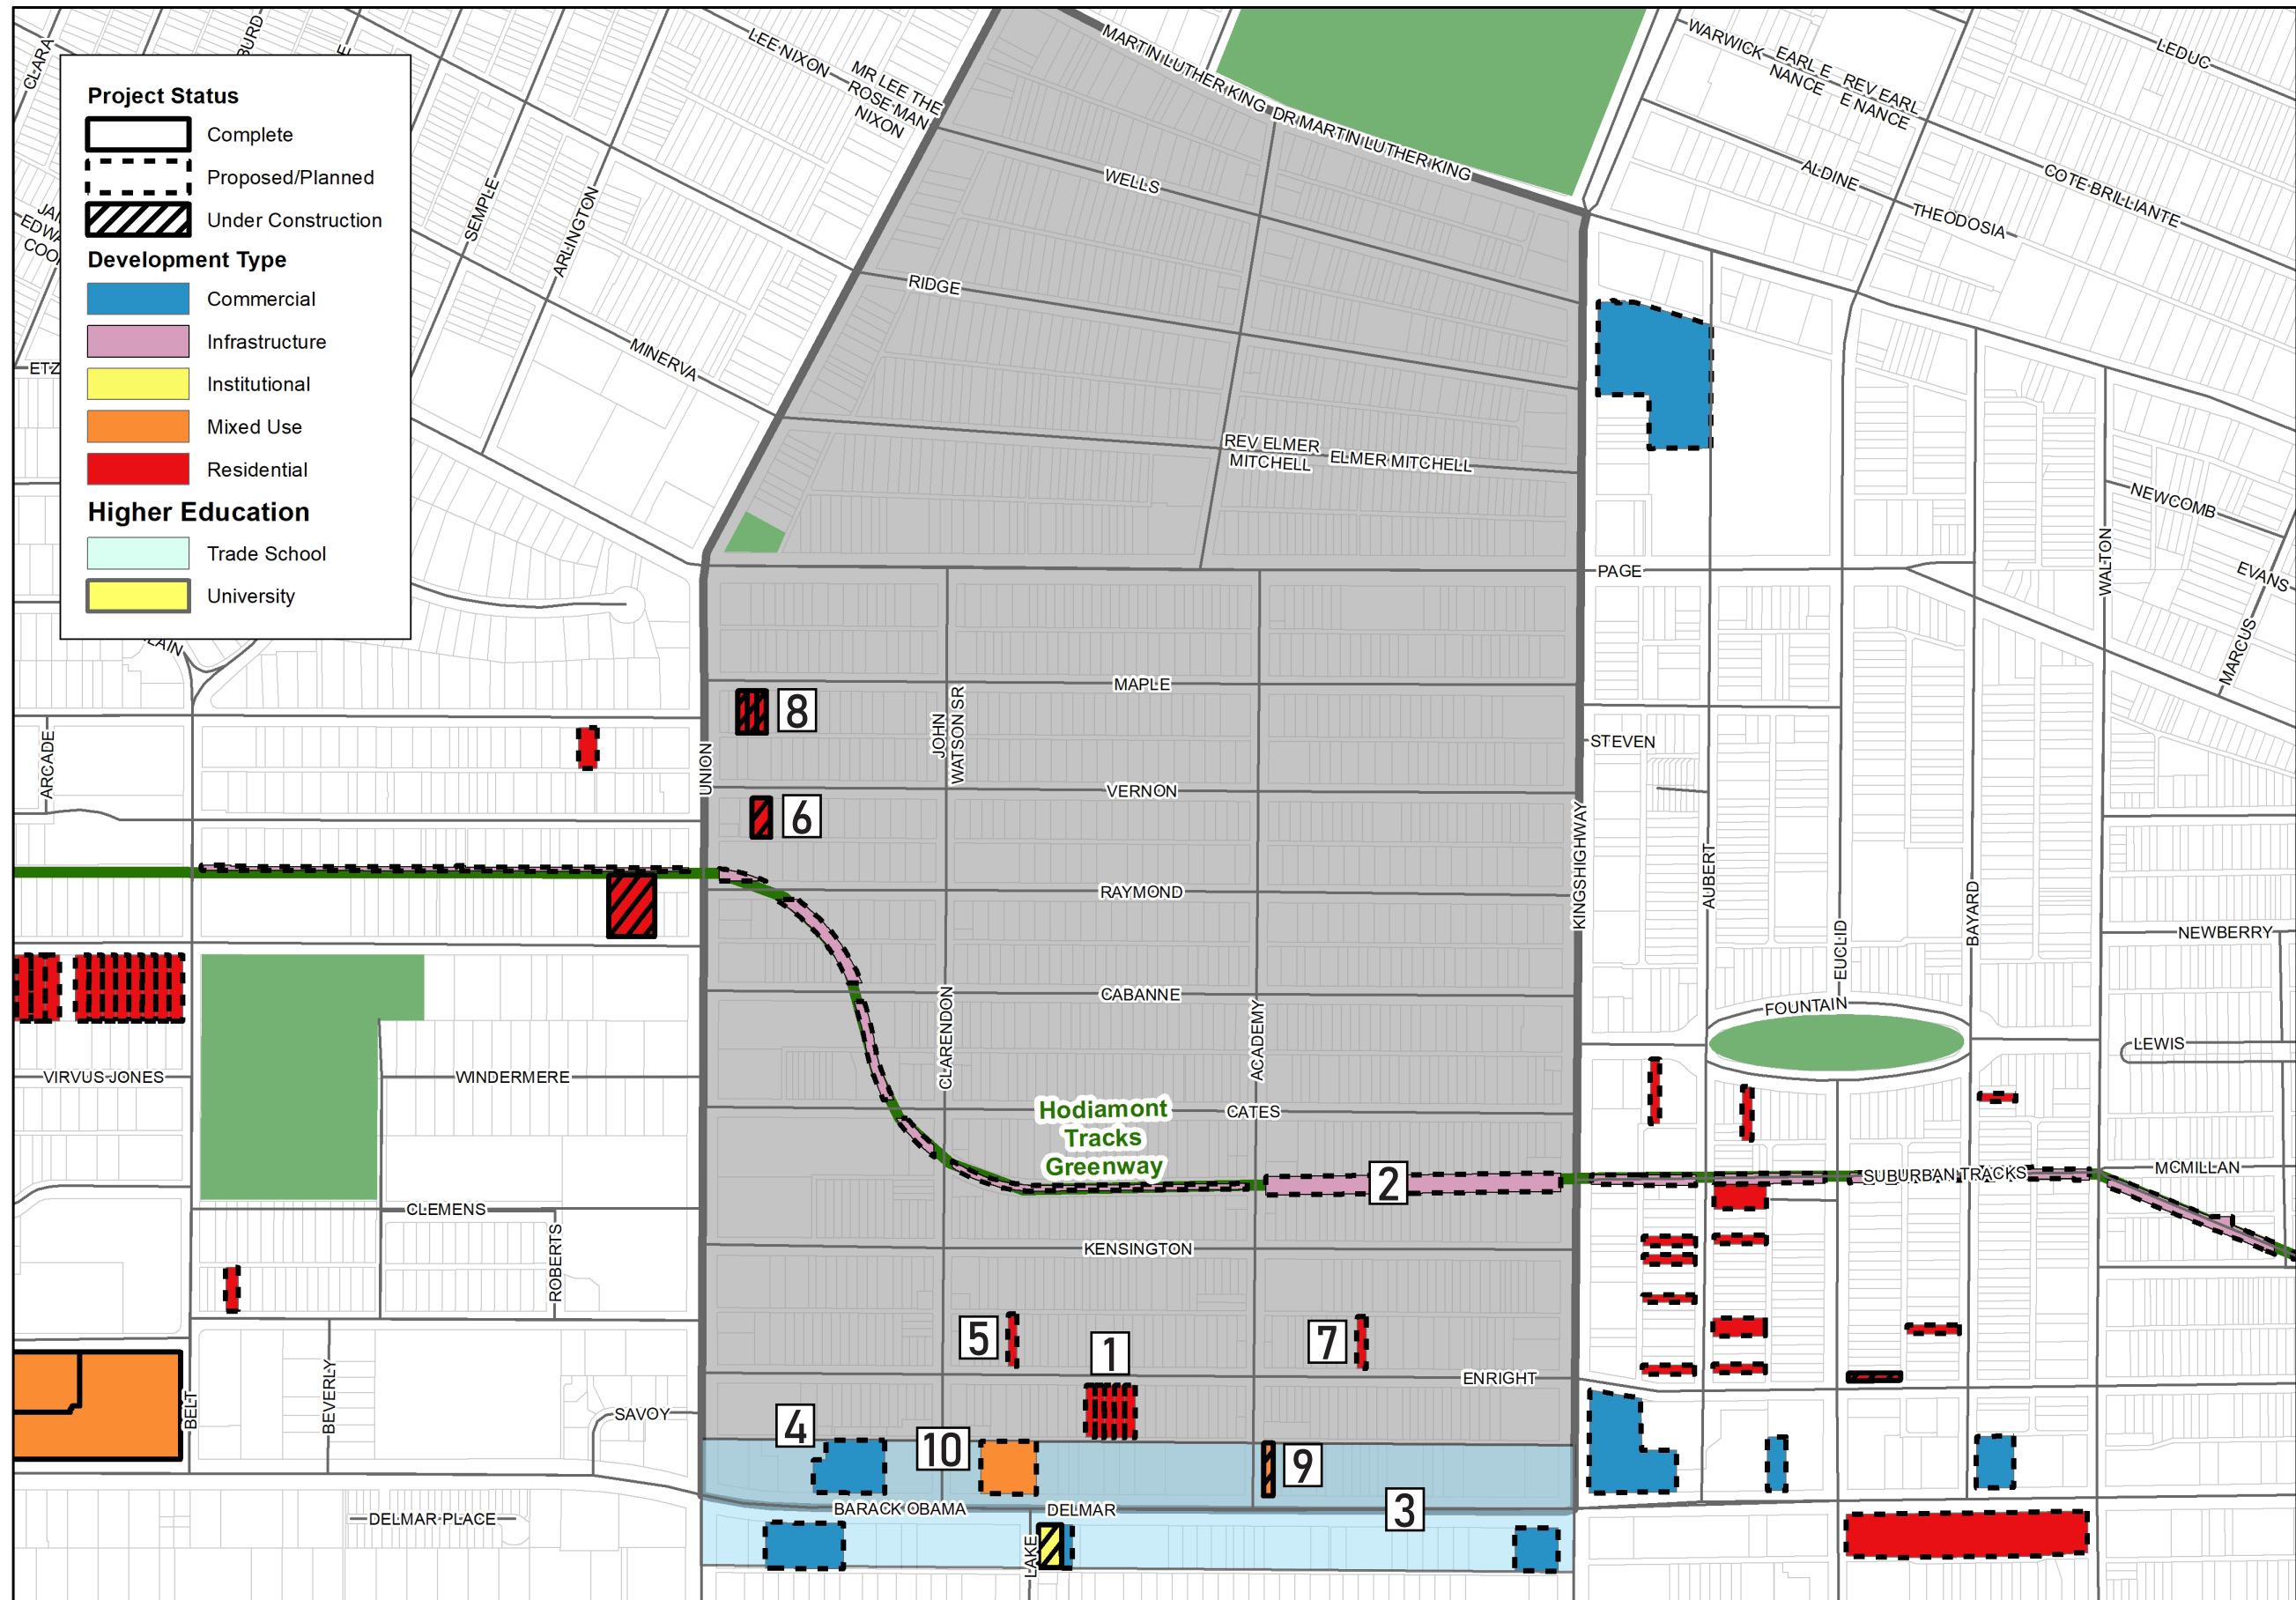 CLARA
BURD
E
LEE NIXON
MR LEE THE
ROSE MAN
NIXON
MARTIN LUTHER KING
DR MARTIN LUTHER KING
WARWICK
EARL E
NANCE
REV EARL
E NANCE
LEDUC
Project Status
Complete
Proposed/Planned
Under Construction
Development Type
Commercial
Infrastructure
Institutional
Mixed Use
Residential
Higher Education
Trade School
University
JAI
EDWA
COO
ETZ
LAIN
SEMPLE
ARLINGTON
MINERVA
WELLS
RIDGE
REV ELMER
MITCHELL
ELMER MITCHELL
ALDINE
THEODOSIA
COTE BRILLIANTE
NEWCOMB
EVANS
MARCUS
WALTON
PAGE
MAPLE
8
JOHN
WATSON SR
STEVEN
ARCADE
UNION
VERNON
6
KINGSHIGHWAY
AUBERT
RAYMOND
EUCLID
BAYARD
NEWBERRY
CABANNE
CLARENDON
ACADEMY
FOUNTAIN
LEWIS
VIRVUS JONES
WINDERMERE
Hodiamont
Tracks
Greenway
CATES
2
SUBURBAN TRACKS
MCMILLAN
CLEMENS
ROBERTS
KENSINGTON
5
1
7
ENRIGHT
BELT
BEVERLY
SAVOY
4
10
9
BARACK OBAMA
DELMAR
3
DELMAR PLACE
LAKE